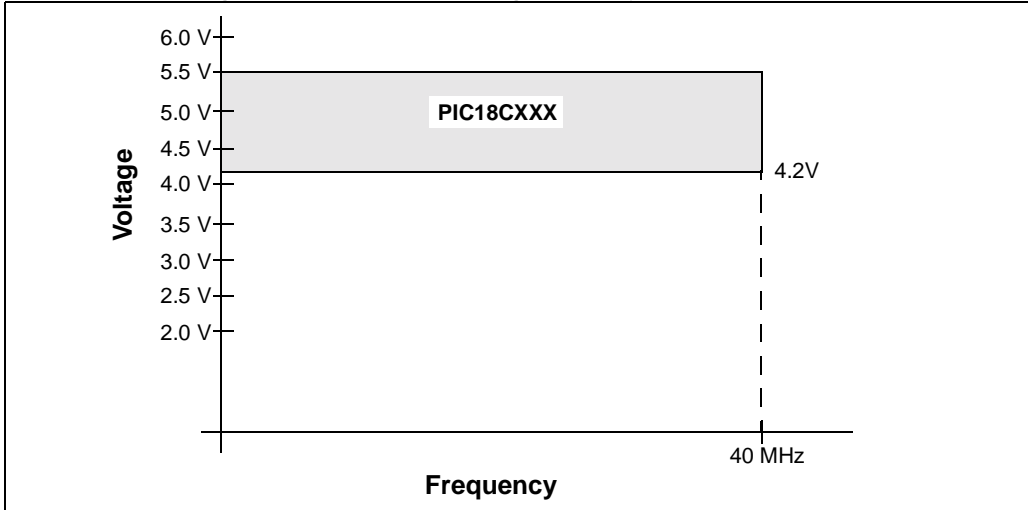 6.0 V
5.5 V
5.0 V
4.5 V
4.0 V
3.5 V
3.0 V
2.5 V
2.0 V
Voltage
PIC18CXXX
4.2V
40 MHz
Frequency